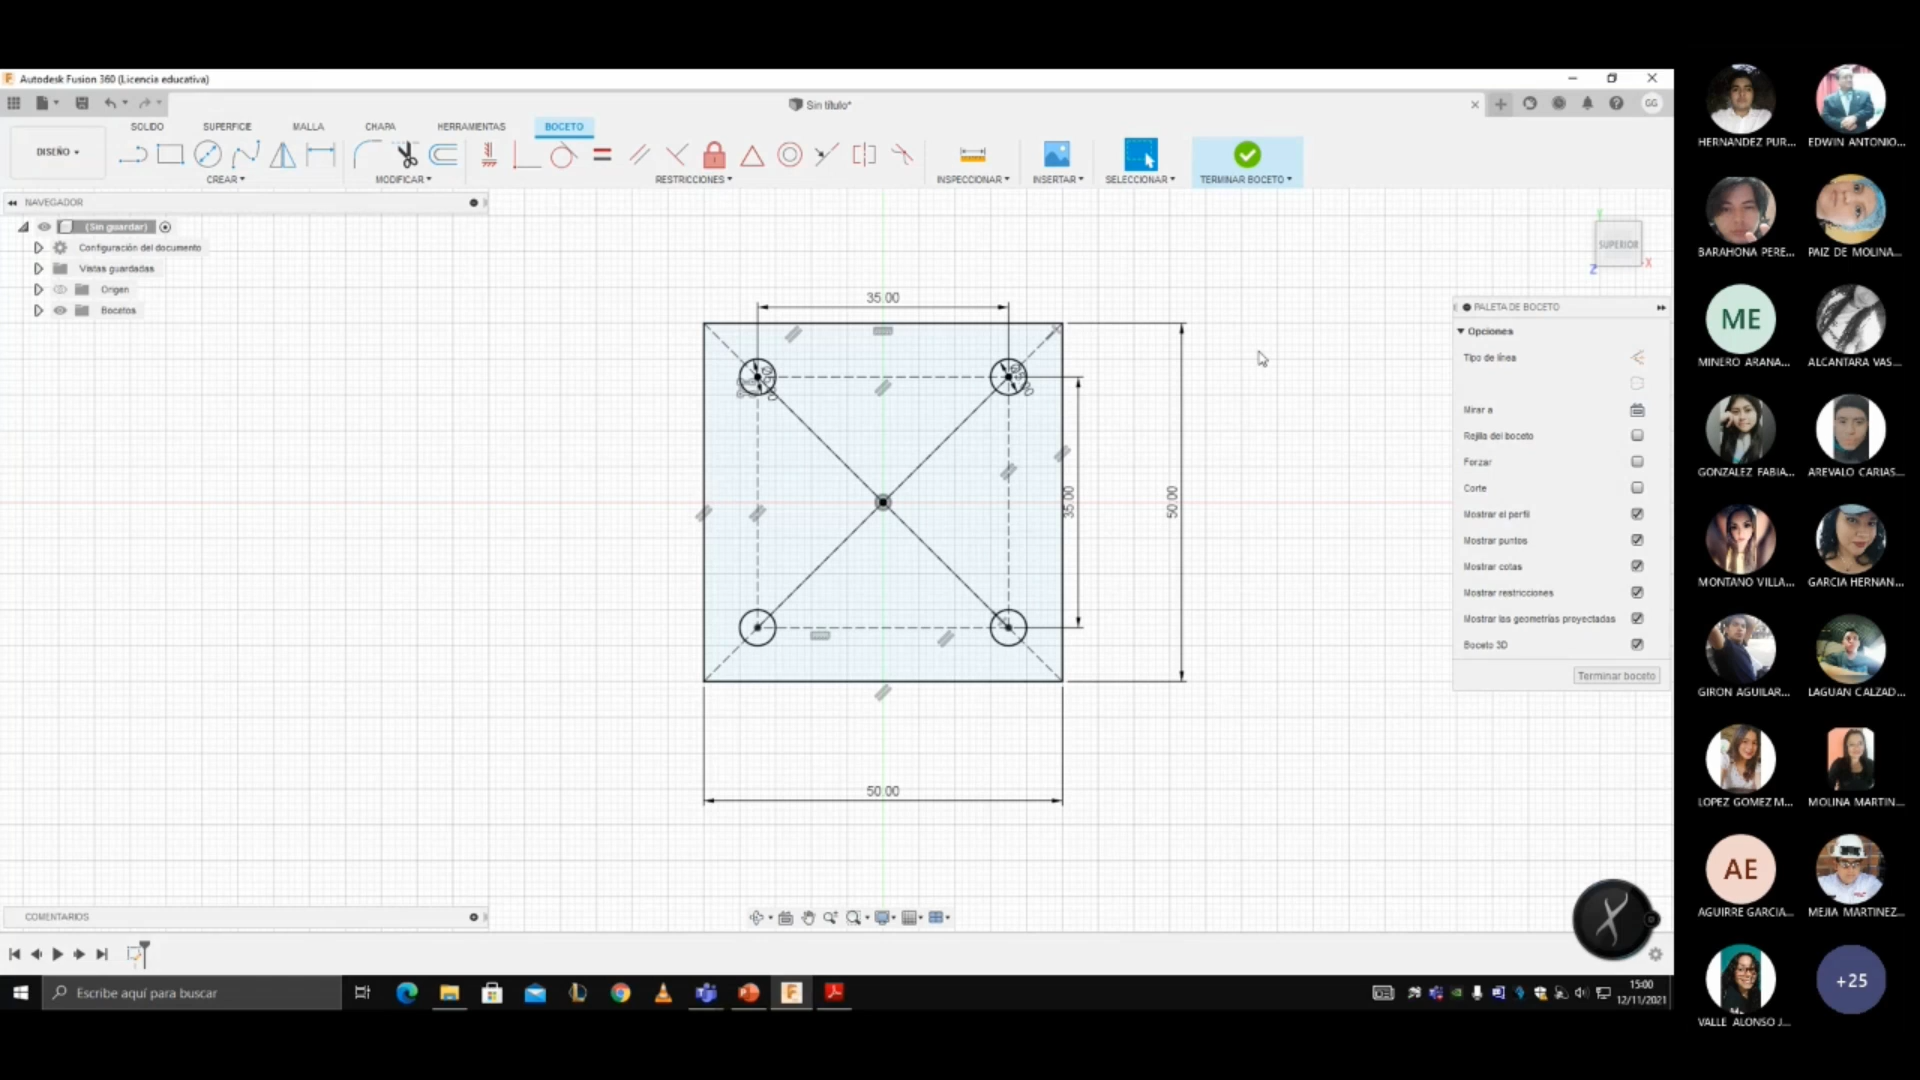 Autodesk Fusion 360 (Licencia educativa)
Sin título*
GG
SOLIDO
SUPERFICIE
MALLA
CHAPA
HERRAMIENTAS
BOCETO
DISEÑO
CREAR
MODIFICAR
RESTRICCIONES
INSPECCIONAR
INSERTAR
SELECCIONAR
TERMINAR BOCETO
NAVEGADOR
(Sin guardar)
Configuración del documento
Vistas guardadas
Origen
Bocetos
SUPERIOR
Y
X
Z
35.00
35.00
50.00
50.00
PALETA DE BOCETO
Opciones
Tipo de línea
Mirar a
Rejilla del boceto
Forzar
Corte
Mostrar el perfil
Mostrar puntos
Mostrar cotas
Mostrar restricciones
Mostrar las geometrías proyectadas
Boceto 3D
Terminar boceto
COMENTARIOS
Escribe aquí para buscar
15:00
12/11/2021
HERNANDEZ PUR...
EDWIN ANTONIO...
BARAHONA PERE...
PAIZ DE MOLINA...
ME
MINERO ARANA...
ALCANTARA VAS...
GONZALEZ FABIA...
AREVALO CARIAS...
MONTANO VILLA...
GARCIA HERNAN...
GIRON AGUILAR...
LAGUAN CALZAD...
LOPEZ GOMEZ M...
MOLINA MARTIN...
AE
AGUIRRE GARCIA...
MEJIA MARTINEZ...
VALLE ALONSO J...
+25